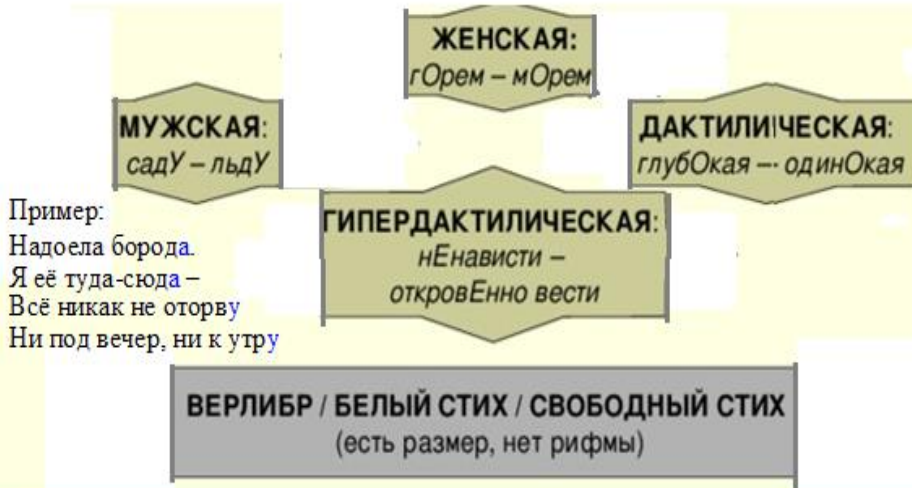 ЖЕНСКАЯ:
гОрем – мОрем
МУЖСКАЯ:
садУ – льдУ
ДАКТИЛИЧЕСКАЯ:
глубОкая – одинОкая
ГИПЕРДАКТИЛИЧЕСКАЯ:
нЕнависти –
откровЕнно вести
Пример:
Надоела борода.
Я её туда-сюда –
Всё никак не оторву
Ни под вечер, ни к утру
ВЕРЛИБР / БЕЛЫЙ СТИХ / СВОБОДНЫЙ СТИХ
(есть размер, нет рифмы)